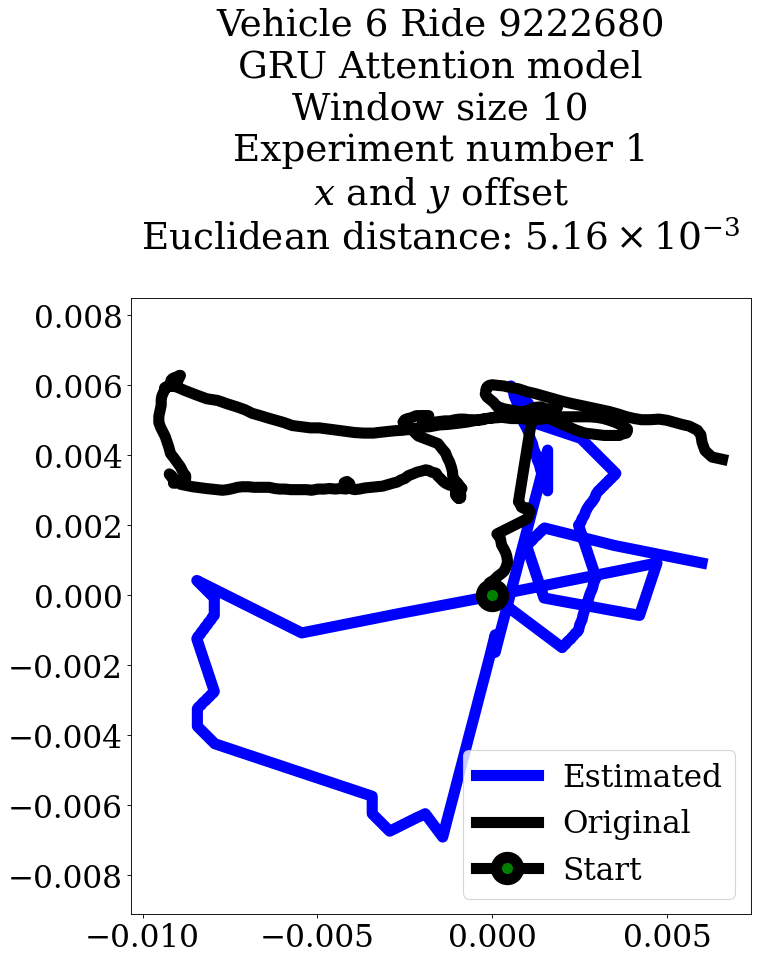 Vehicle 6 Ride 9222680
GRU Attention model
Window size 10
Experiment number 1
x and y offset
Euclidean distance: 5.16 × 10⁻³
0.008
0.006
0.004
0.002
0.000
−0.002
−0.004
−0.006
−0.008
Estimated
Original
Start
−0.010
−0.005
0.000
0.005